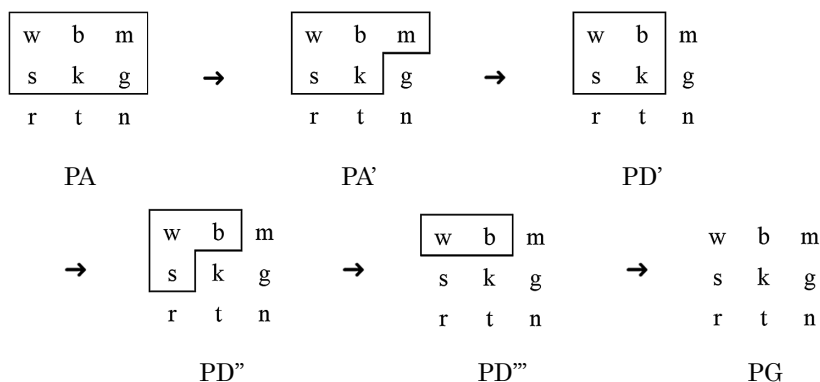 w b m w b m w b m
s k g → s k g → s k g
r t n r t n r t n
PA PA’ PD’
w b m w b m w b m
→ s k g → s k g → s k g
r t n r t n r t n
PD” PD’” PG